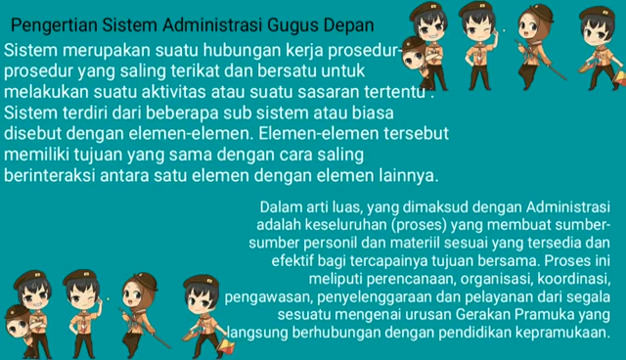 Pengertian Sistem Administrasi Gugus Depan
Sistem merupakan suatu hubungan kerja prosedur-
prosedur yang saling terikat dan bersatu untuk
melakukan suatu aktivitas atau suatu sasaran tertentu .
Sistem terdiri dari beberapa sub sistem atau biasa
disebut dengan elemen-elemen. Elemen-elemen tersebut
memiliki tujuan yang sama dengan cara saling
berinteraksi antara satu elemen dengan elemen lainnya.
Dalam arti luas, yang dimaksud dengan Administrasi
adalah keseluruhan (proses) yang membuat sumber-
sumber personil dan materiil sesuai yang tersedia dan
efektif bagi tercapainya tujuan bersama. Proses ini
meliputi perencanaan, organisasi, koordinasi,
pengawasan, penyelenggaraan dan pelayanan dari segala
sesuatu mengenai urusan Gerakan Pramuka yang
langsung berhubungan dengan pendidikan kepramukaan.